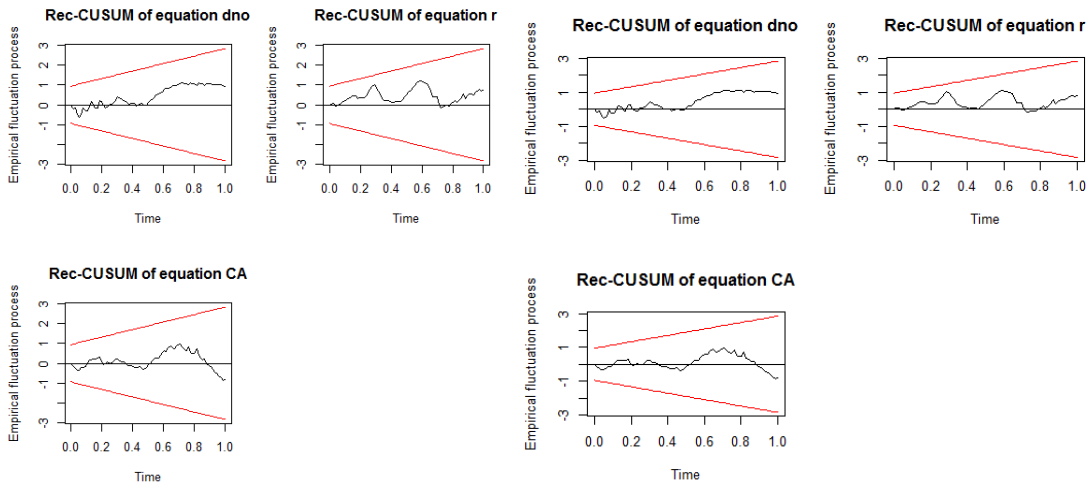 Rec-CUSUM of equation dno
Empirical fluctuation process
3
2
1
0
-1
-3
0.0 0.2 0.4 0.6 0.8 1.0
Time
Rec-CUSUM of equation r
Empirical fluctuation process
3
2
1
0
-1
-3
0.0 0.2 0.4 0.6 0.8 1.0
Time
Rec-CUSUM of equation dno
Empirical fluctuation process
3
1
-1
-3
0.0 0.2 0.4 0.6 0.8 1.0
Time
Rec-CUSUM of equation r
Empirical fluctuation process
3
1
-1
-3
0.0 0.2 0.4 0.6 0.8 1.0
Time
Rec-CUSUM of equation CA
Empirical fluctuation process
3
2
1
0
-1
-3
0.0 0.2 0.4 0.6 0.8 1.0
Time
Rec-CUSUM of equation CA
Empirical fluctuation process
3
1
-1
-3
0.0 0.2 0.4 0.6 0.8 1.0
Time